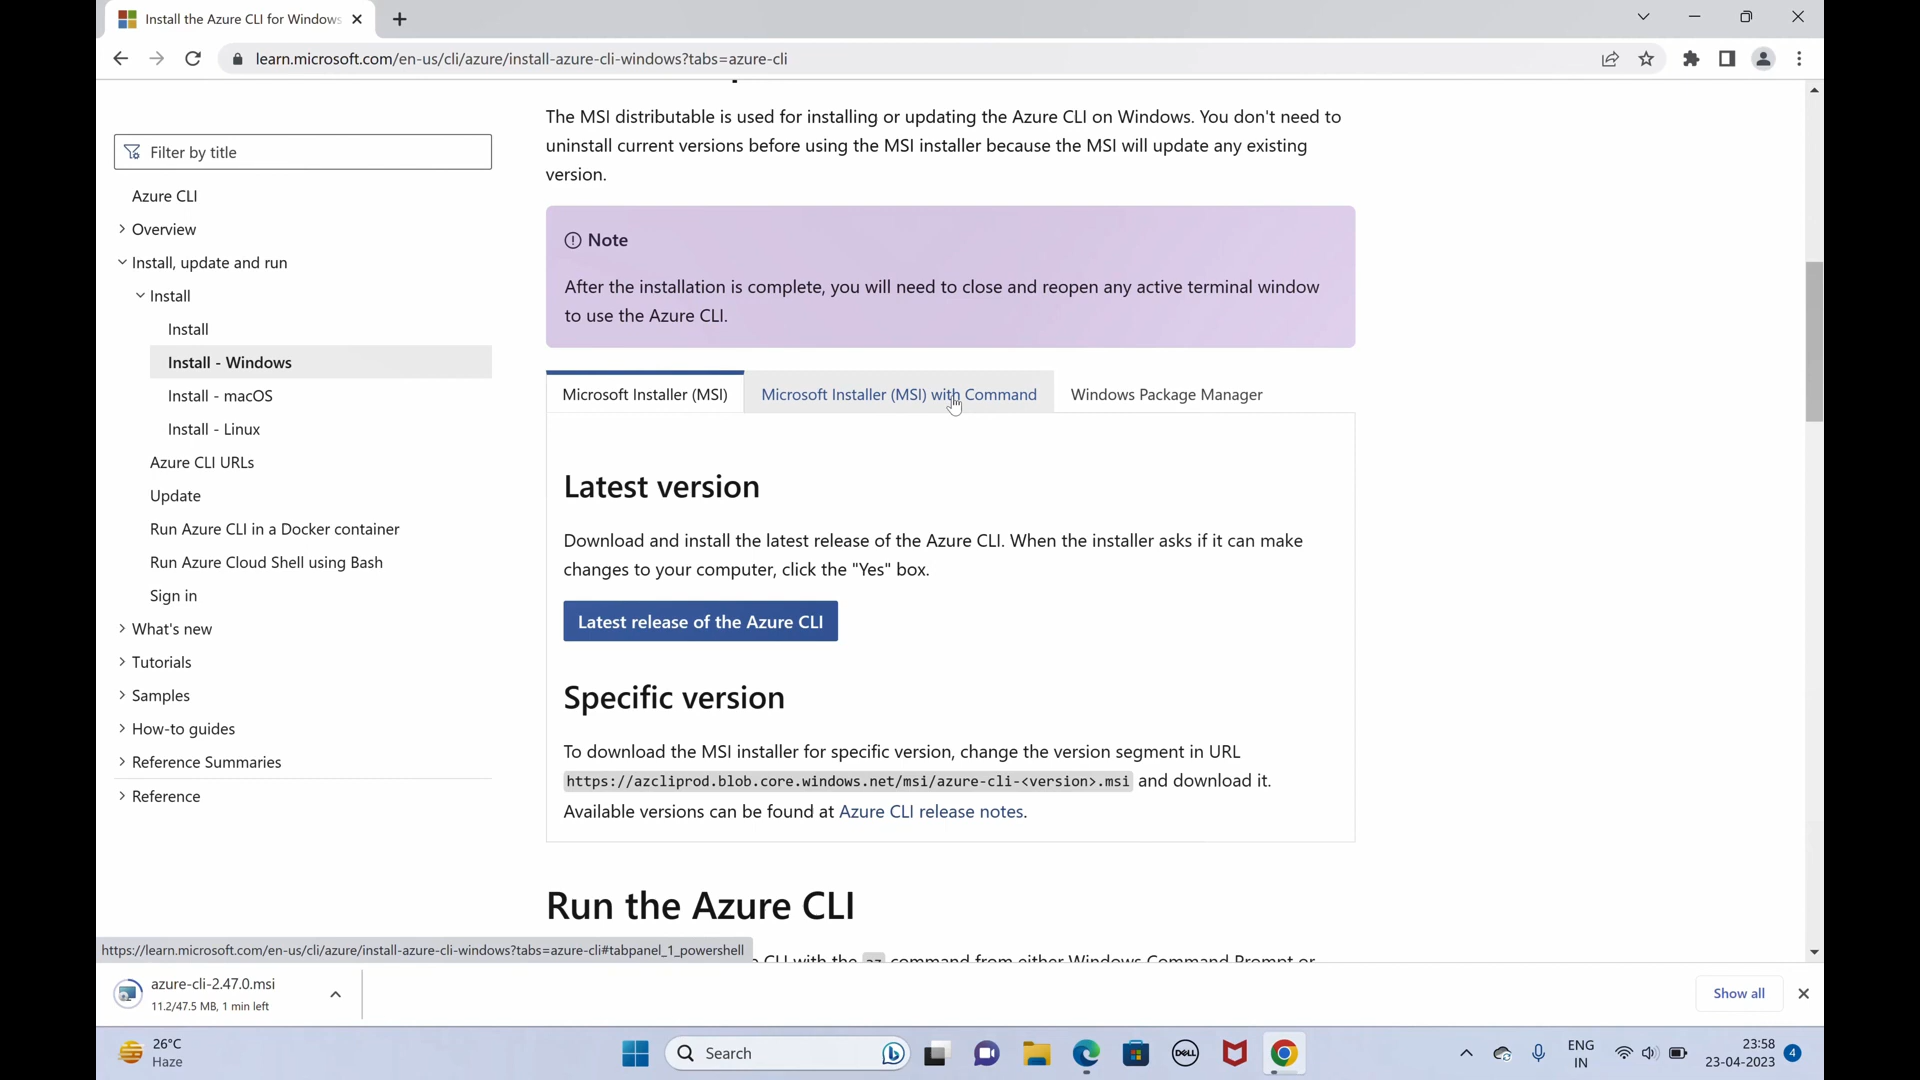 Install the Azure CLI for Windows
learn.microsoft.com/en-us/cli/azure/install-azure-cli-windows?tabs=azure-cli
Filter by title
Azure CLI
Overview
Install, update and run
Install
Install
Install - Windows
Install - macOS
Install - Linux
Azure CLI URLs
Update
Run Azure CLI in a Docker container
Run Azure Cloud Shell using Bash
Sign in
What's new
Tutorials
Samples
How-to guides
Reference Summaries
Reference
The MSI distributable is used for installing or updating the Azure CLI on Windows. You don't need to
uninstall current versions before using the MSI installer because the MSI will update any existing
version.
Note
After the installation is complete, you will need to close and reopen any active terminal window
to use the Azure CLI.
Microsoft Installer (MSI) Microsoft Installer (MSI) with Command Windows Package Manager
Latest version
Download and install the latest release of the Azure CLI. When the installer asks if it can make
changes to your computer, click the "Yes" box.
Latest release of the Azure CLI
Specific version
To download the MSI installer for specific version, change the version segment in URL
https://azcliprod.blob.core.windows.net/msi/azure-cli-<version>.msi and download it.
Available versions can be found at Azure CLI release notes.
Run the Azure CLI
CLI with the az command from either Windows Command Prompt or
https://learn.microsoft.com/en-us/cli/azure/install-azure-cli-windows?tabs=azure-cli#tabpanel_1_powershell
azure-cli-2.47.0.msi
11.2/47.5 MB, 1 min left
Show all
26°C
Haze
Search
DELL
ENG
IN
23:58
23-04-2023
4